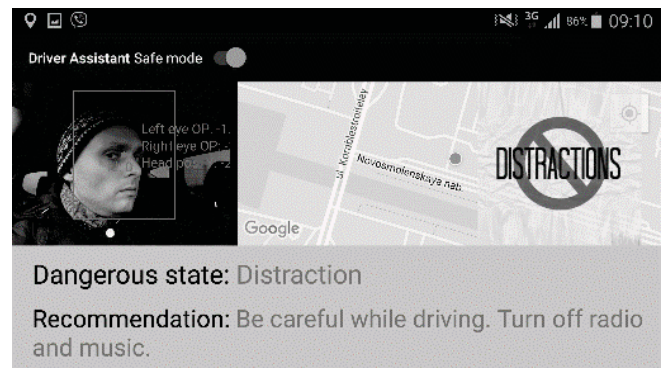 3G 86% 09:10
Driver Assistant Safe mode
Left eye OP: -1.
Right eye OP: -
Head pos.
Korablestroiteley
Novosmolenskaya nab.
Google
DISTRACTIONS
Dangerous state: Distraction
Recommendation: Be careful while driving. Turn off radio
and music.